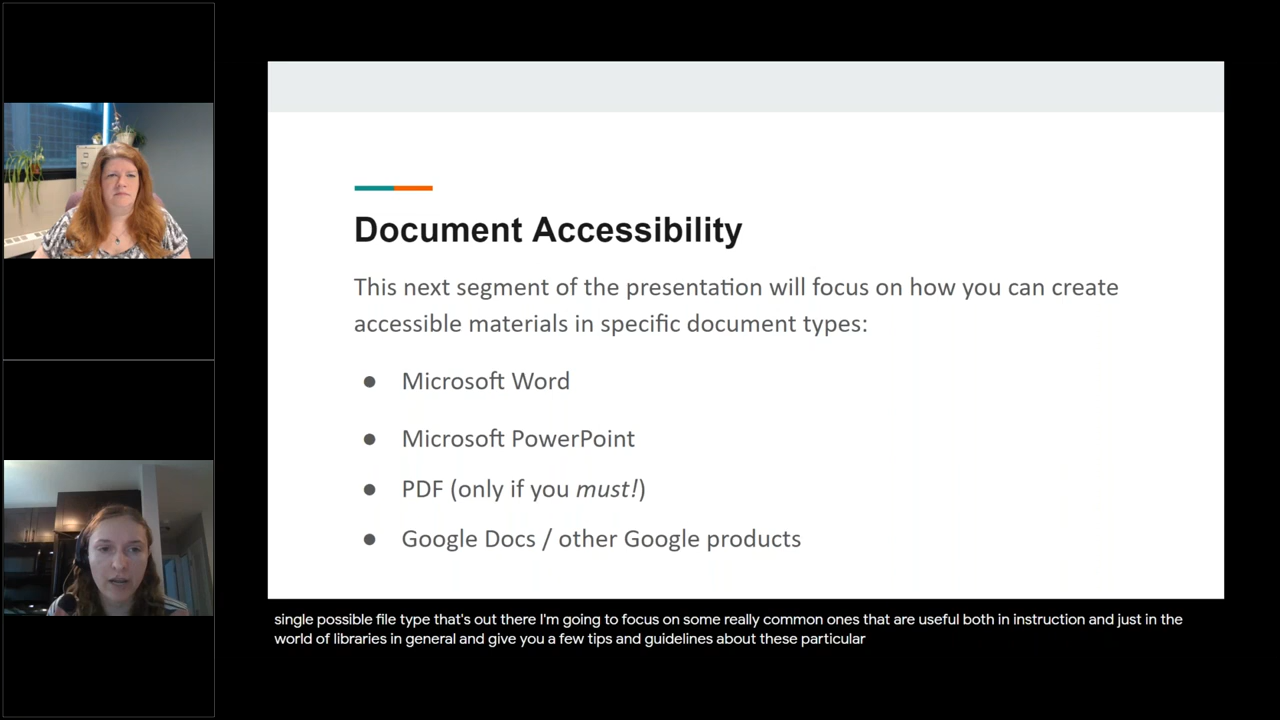 Document Accessibility
This next segment of the presentation will focus on how you can create
accessible materials in specific document types:
● Microsoft Word
● Microsoft PowerPoint
● PDF (only if you must!)
● Google Docs / other Google products
single possible file type that's out there I'm going to focus on some really common ones that are useful both in instruction and just in the
world of libraries in general and give you a few tips and guidelines about these particular